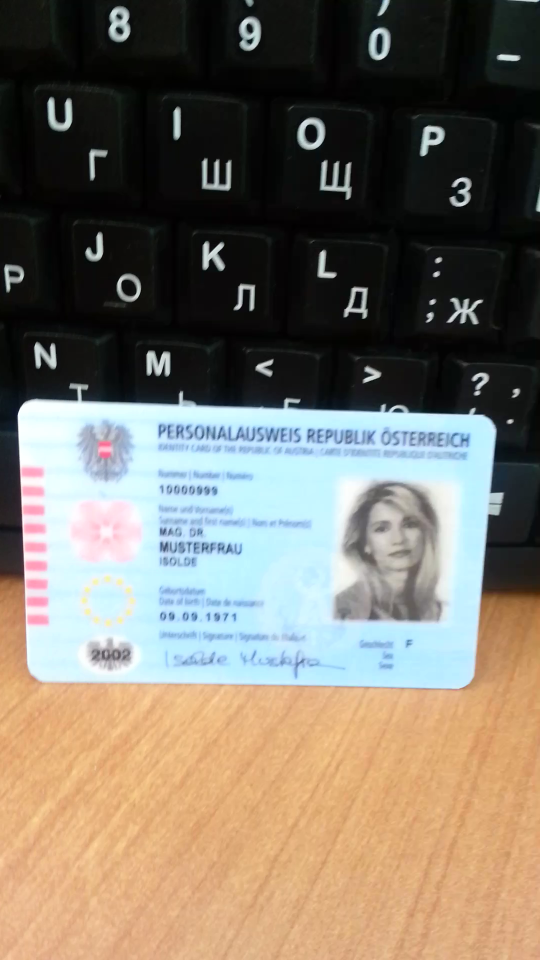 8 9 0 _
U Г I Ш O Щ P З
Р J О K Л L Д : ; Ж
N Т M < > ? ,
PERSONALAUSWEIS REPUBLIK ÖSTERREICH
IDENTITY CARD OF THE REPUBLIC OF AUSTRIA | CARTE D'IDENTITÉ RÉPUBLIQUE D'AUTRICHE
Nummer | Number | Numéro
10000999
Name und Vorname(n)
Surname and first name(s) | Nom et Prénom(s)
MAG. DR.
MUSTERFRAU
ISOLDE
Geburtsdatum
Date of birth | Date de naissance
09.09.1971
Unterschrift | Signature | Signature du titulaire
Isolde Musterfrau
Geschlecht F
Sex
Sexe
2002